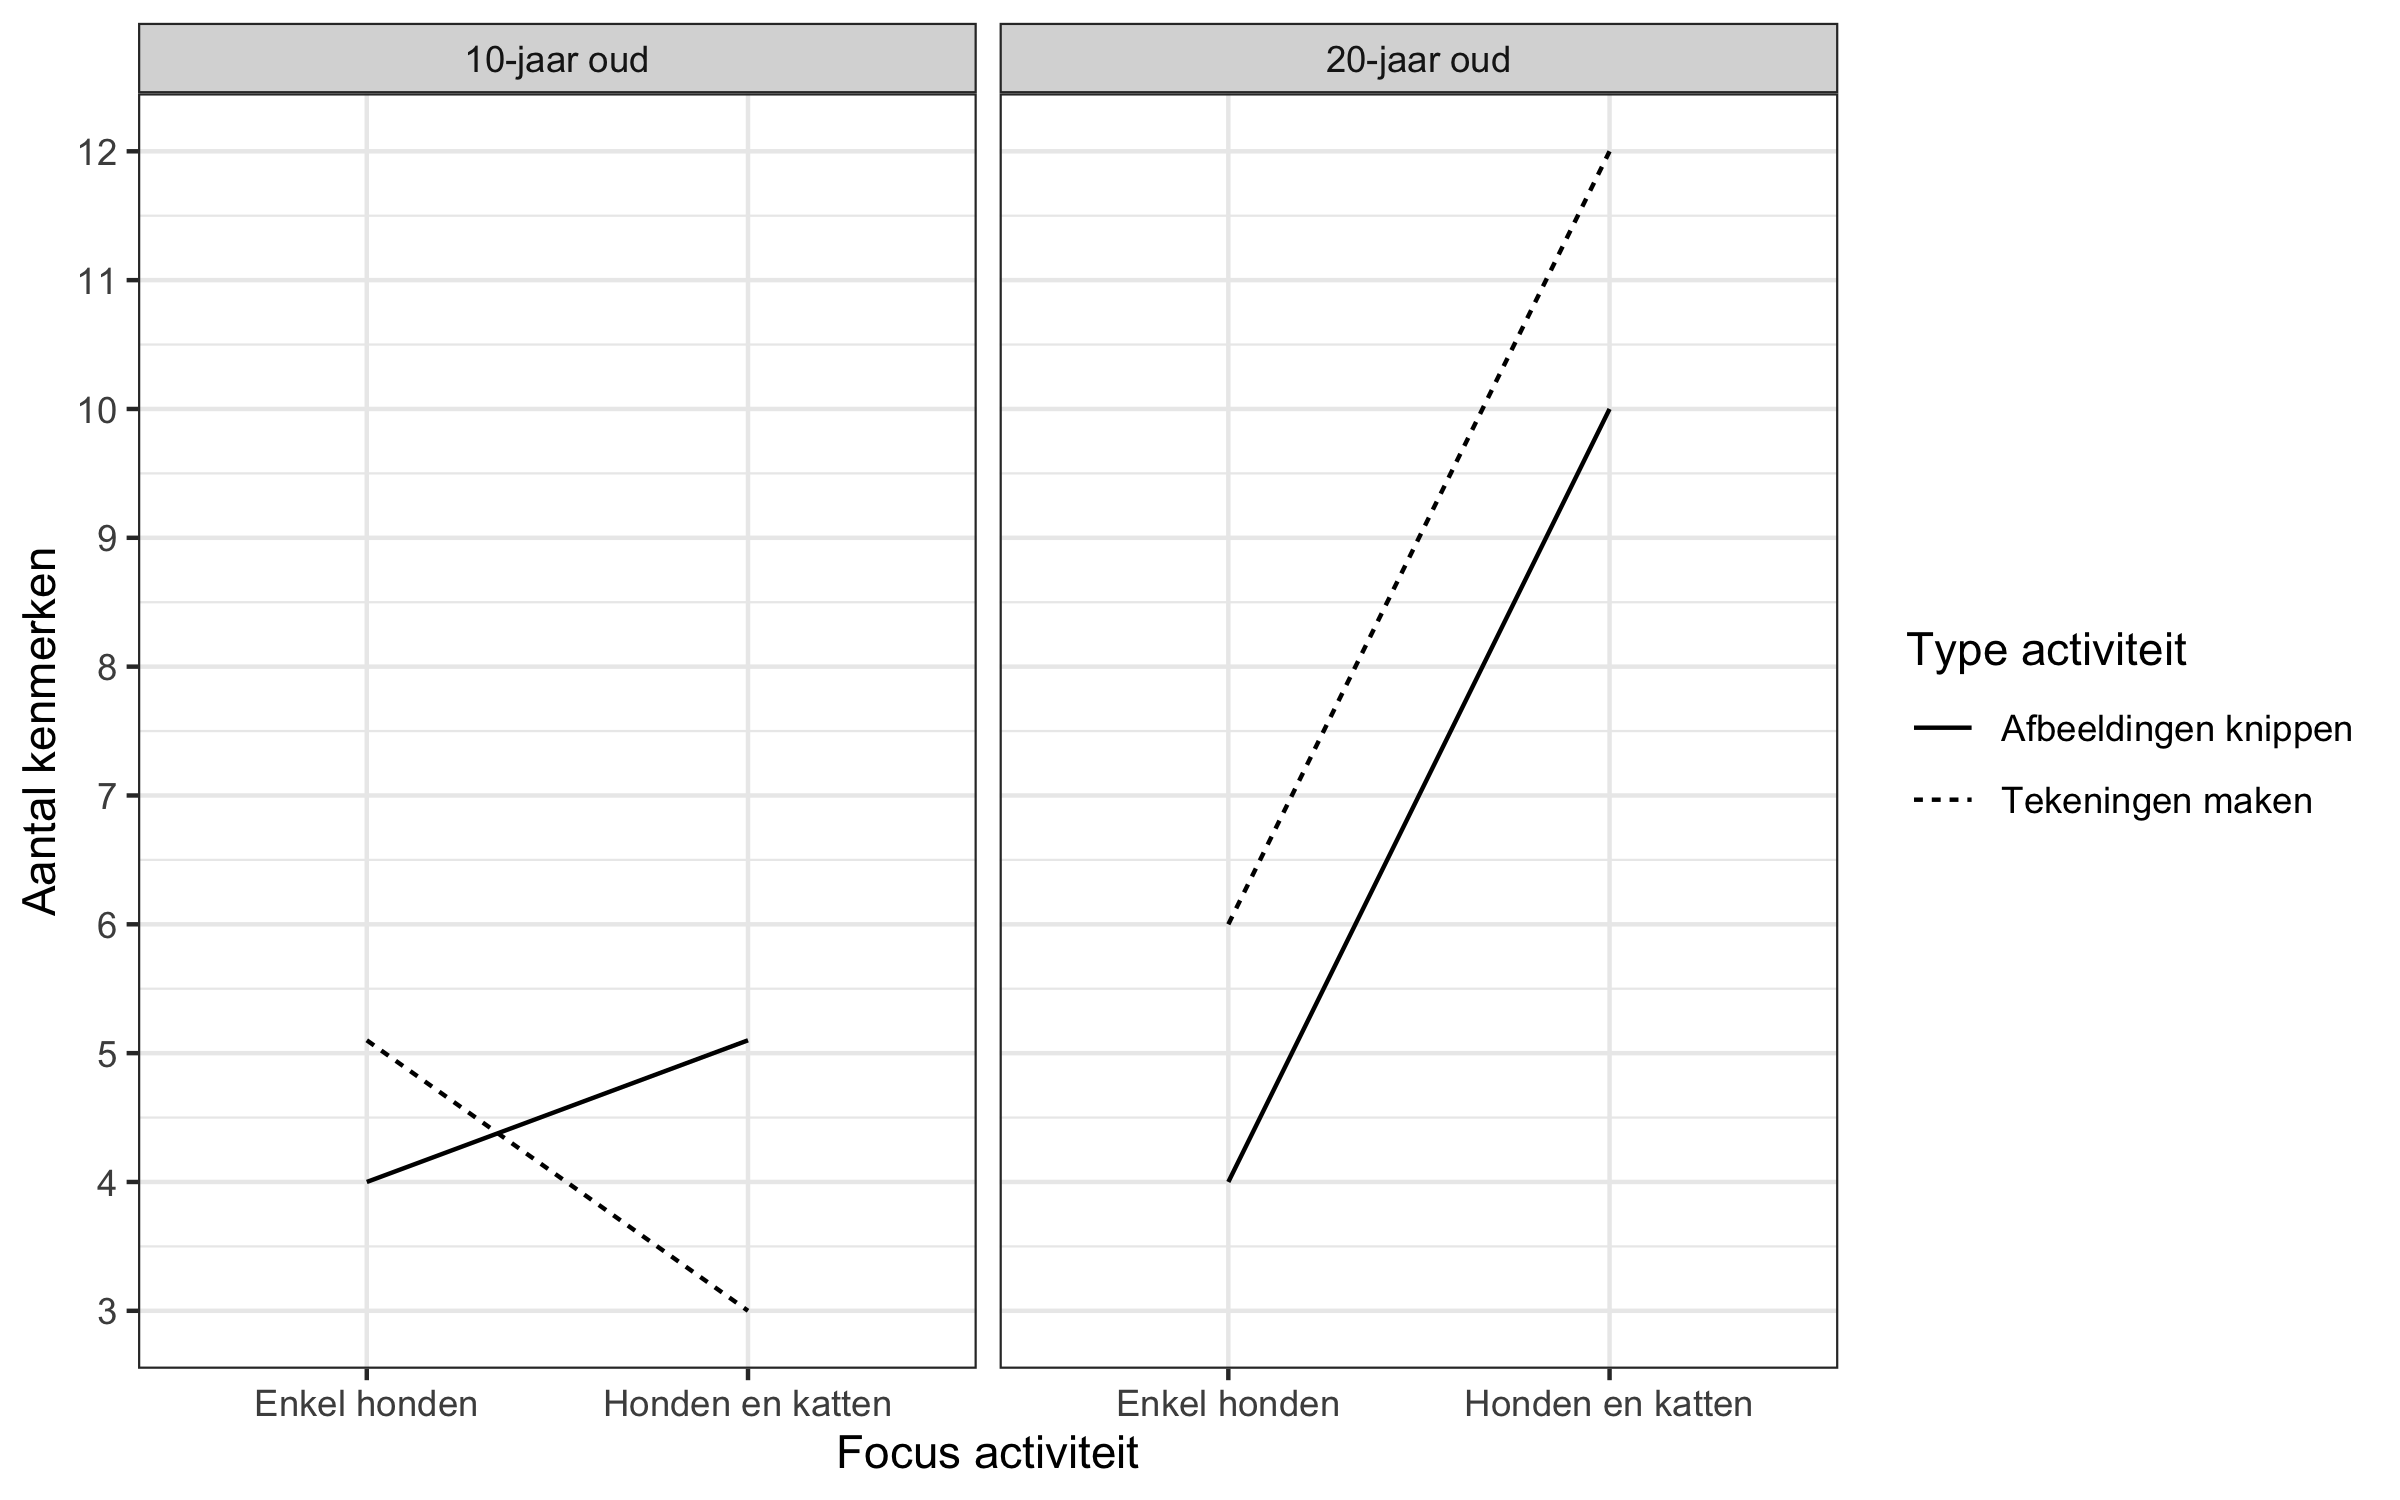 10-jaar oud
20-jaar oud
Aantal kenmerken
12
11
10
9
8
7
6
5
4
3
Enkel honden
Honden en katten
Enkel honden
Honden en katten
Focus activiteit
Type activiteit
Afbeeldingen knippen
Tekeningen maken